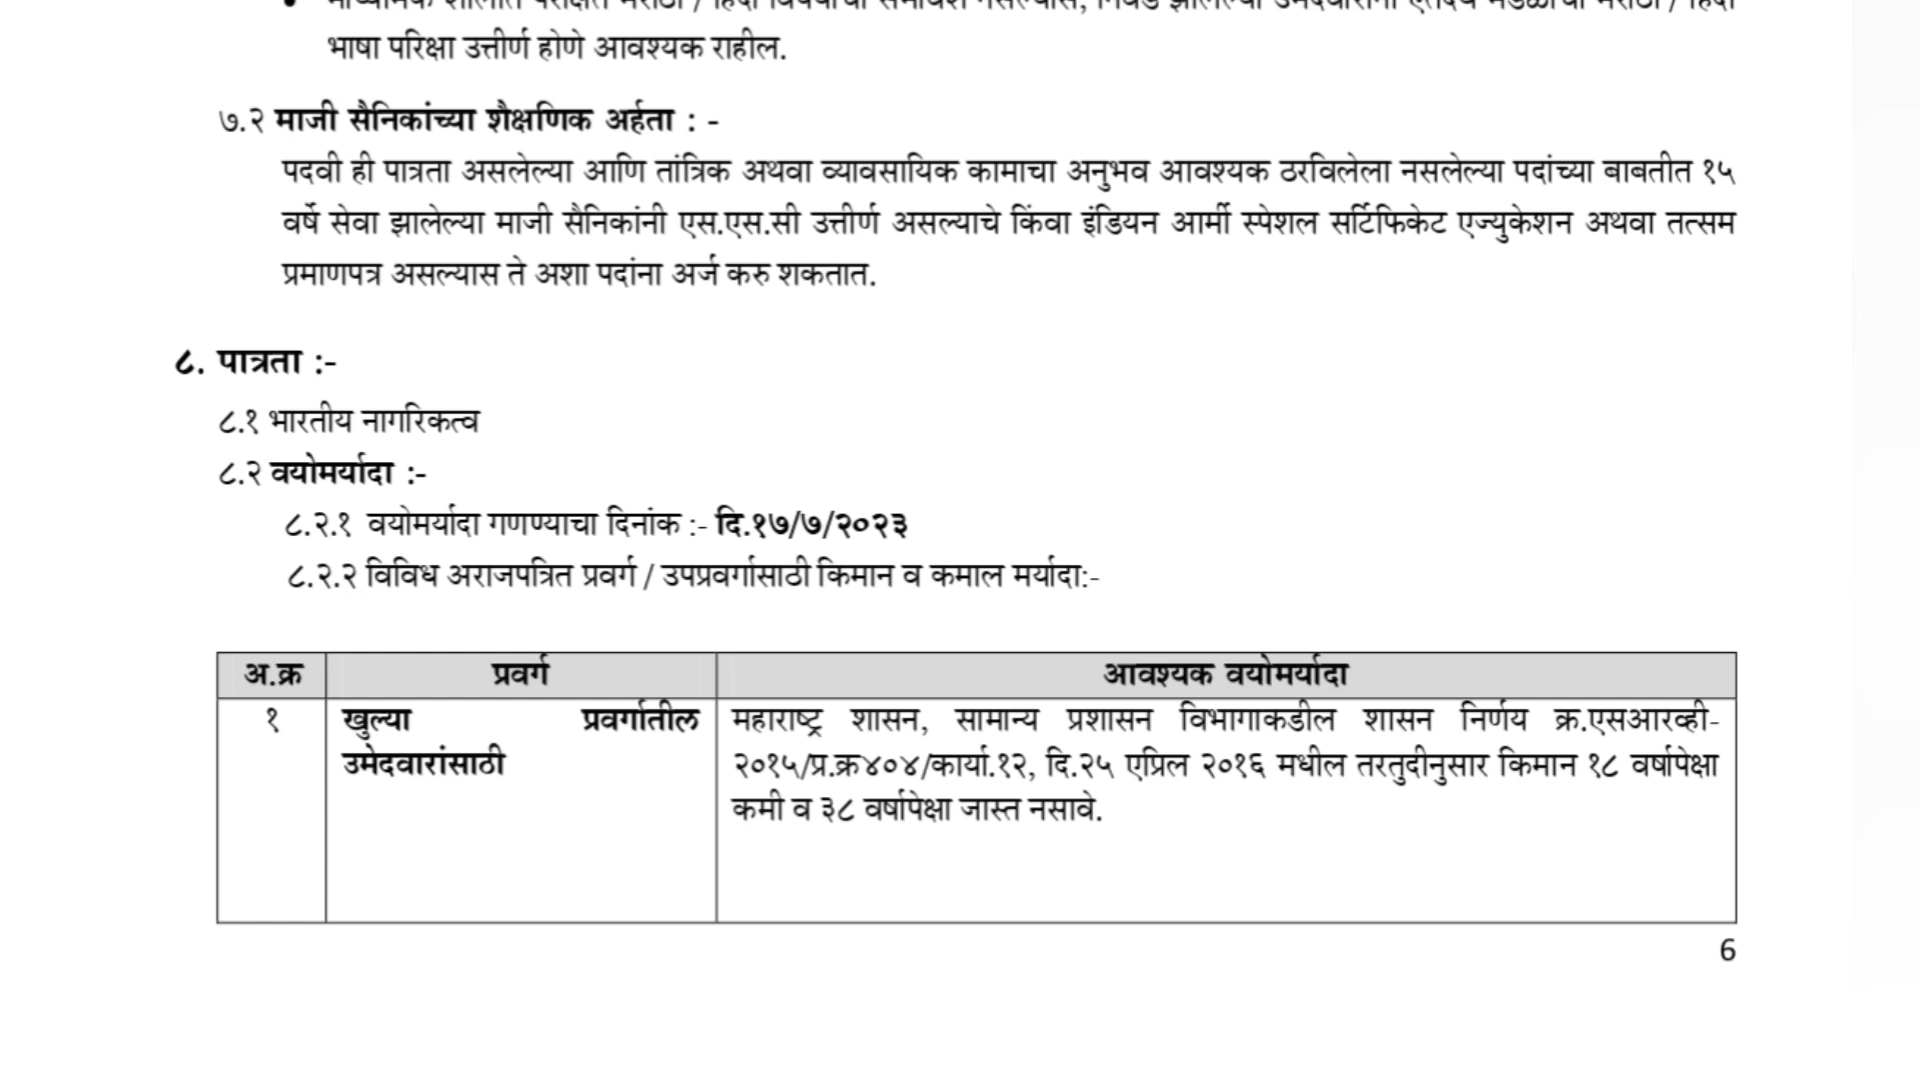 भाषा परिक्षा उत्तीर्ण होणे आवश्यक राहील.
७.२ माजी सैनिकांच्या शैक्षणिक अर्हता : -
पदवी ही पात्रता असलेल्या आणि तांत्रिक अथवा व्यावसायिक कामाचा अनुभव आवश्यक ठरविलेला नसलेल्या पदांच्या बाबतीत १५
वर्षे सेवा झालेल्या माजी सैनिकांनी एस.एस.सी उत्तीर्ण असल्याचे किंवा इंडियन आर्मी स्पेशल सर्टिफिकेट एज्युकेशन अथवा तत्सम
प्रमाणपत्र असल्यास ते अशा पदांना अर्ज करु शकतात.
८. पात्रता :-
८.१ भारतीय नागरिकत्व
८.२ वयोमर्यादा :-
८.२.१ वयोमर्यादा गणण्याचा दिनांक :- दि.१७/७/२०२३
८.२.२ विविध अराजपत्रित प्रवर्ग / उपप्रवर्गासाठी किमान व कमाल मर्यादा:-
अ.क्र प्रवर्ग आवश्यक वयोमर्यादा
१ खुल्या प्रवर्गातील महाराष्ट्र शासन, सामान्य प्रशासन विभागाकडील शासन निर्णय क्र.एसआरव्ही-
उमेदवारांसाठी २०१५/प्र.क्र४०४/कार्या.१२, दि.२५ एप्रिल २०१६ मधील तरतुदीनुसार किमान १८ वर्षापेक्षा
कमी व ३८ वर्षापेक्षा जास्त नसावे.
6